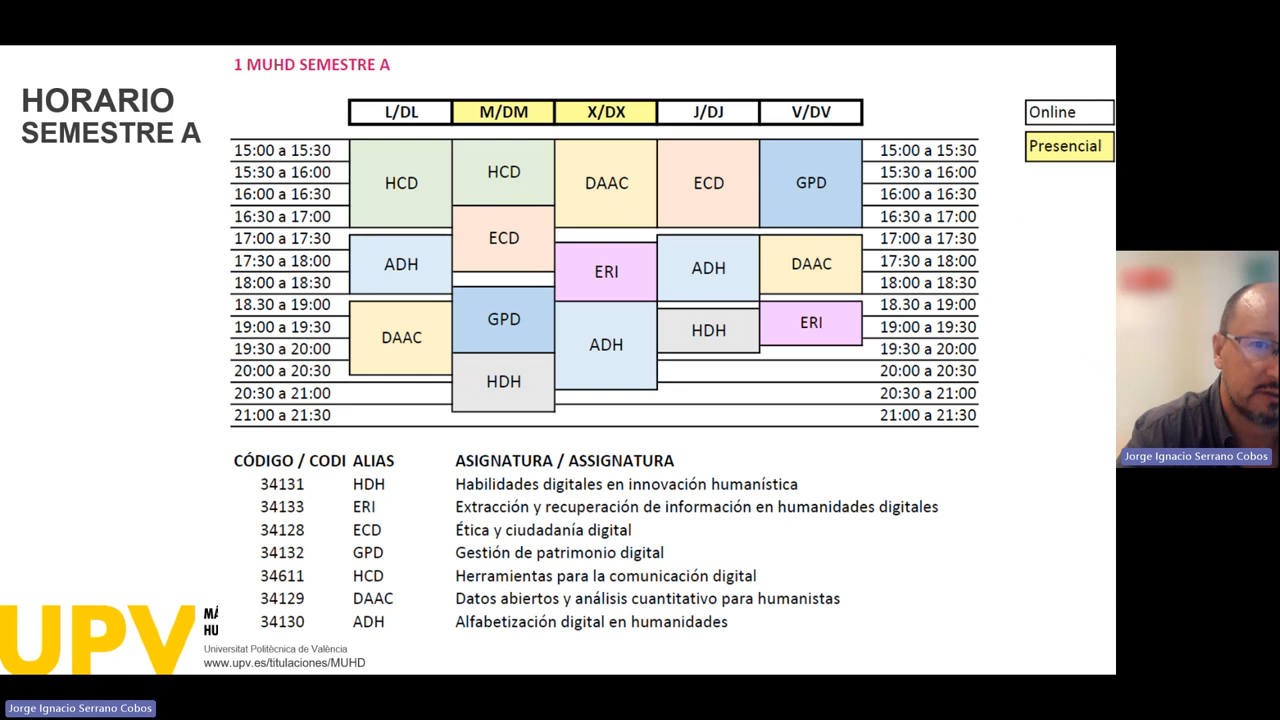 1 MUHD SEMESTRE A
HORARIO
SEMESTRE A
L/DL M/DM X/DX J/DJ V/DV
Online
Presencial
15:00 a 15:30 15:00 a 15:30
15:30 a 16:00 HCD HCD DAAC ECD GPD 15:30 a 16:00
16:00 a 16:30 16:00 a 16:30
16:30 a 17:00 16:30 a 17:00
17:00 a 17:30 ECD 17:00 a 17:30
17:30 a 18:00 ADH ERI ADH DAAC 17:30 a 18:00
18:00 a 18:30 18:00 a 18:30
18.30 a 19:00 GPD 18.30 a 19:00
19:00 a 19:30 DAAC ADH HDH ERI 19:00 a 19:30
19:30 a 20:00 19:30 a 20:00
20:00 a 20:30 HDH 20:00 a 20:30
20:30 a 21:00 20:30 a 21:00
21:00 a 21:30 21:00 a 21:30
CÓDIGO / CODI ALIAS ASIGNATURA / ASSIGNATURA
34131 HDH Habilidades digitales en innovación humanística
34133 ERI Extracción y recuperación de información en humanidades digitales
34128 ECD Ética y ciudadanía digital
34132 GPD Gestión de patrimonio digital
34611 HCD Herramientas para la comunicación digital
34129 DAAC Datos abiertos y análisis cuantitativo para humanistas
34130 ADH Alfabetización digital en humanidades
UPV
MÁ
HU
Universitat Politècnica de València
www.upv.es/titulaciones/MUHD
Jorge Ignacio Serrano Cobos
Jorge Ignacio Serrano Cobos